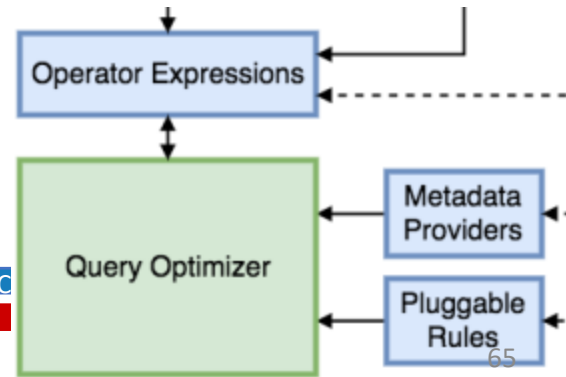 Operator Expressions
Metadata
Providers
Query Optimizer
Pluggable
Rules
65